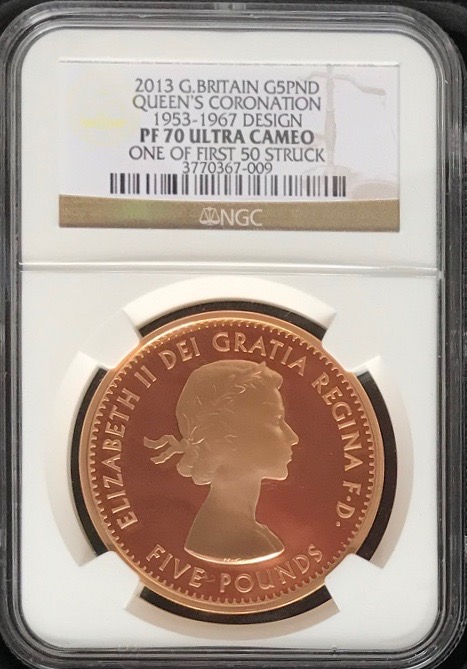 2013 G.BRITAIN G5PND
QUEEN'S CORONATION
1953-1967 DESIGN
PF 70 ULTRA CAMEO
ONE OF FIRST 50 STRUCK
3770367-009
NGC
ELIZABETH II DEI GRATIA REGINA F·D·
FIVE POUNDS